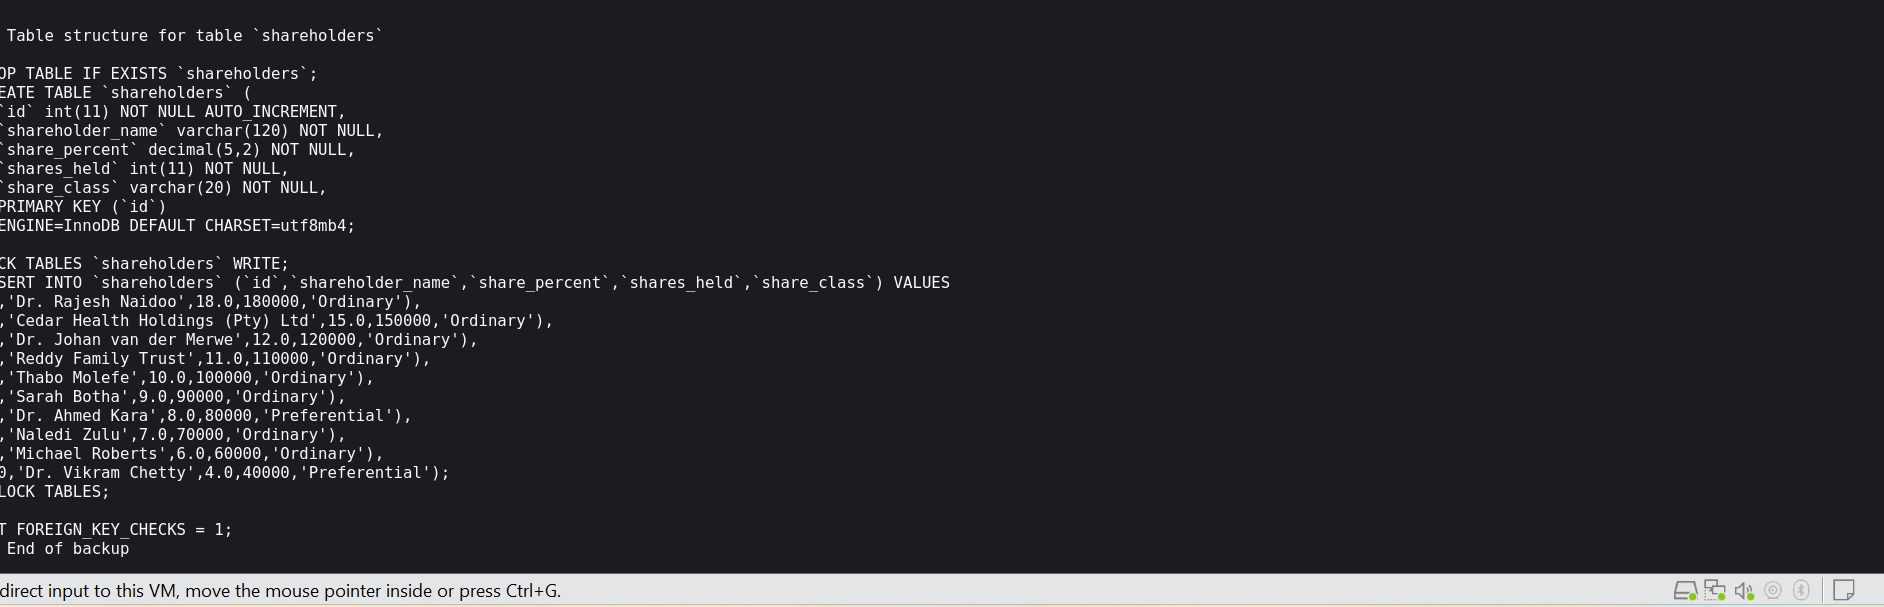 Table structure for table `shareholders`
OP TABLE IF EXISTS `shareholders`;
EATE TABLE `shareholders` (
`id` int(11) NOT NULL AUTO_INCREMENT,
`shareholder_name` varchar(120) NOT NULL,
`share_percent` decimal(5,2) NOT NULL,
`shares_held` int(11) NOT NULL,
`share_class` varchar(20) NOT NULL,
PRIMARY KEY (`id`)
ENGINE=InnoDB DEFAULT CHARSET=utf8mb4;
CK TABLES `shareholders` WRITE;
SERT INTO `shareholders` (`id`,`shareholder_name`,`share_percent`,`shares_held`,`share_class`) VALUES
,'Dr. Rajesh Naidoo',18.0,180000,'Ordinary'),
,'Cedar Health Holdings (Pty) Ltd',15.0,150000,'Ordinary'),
,'Dr. Johan van der Merwe',12.0,120000,'Ordinary'),
,'Reddy Family Trust',11.0,110000,'Ordinary'),
,'Thabo Molefe',10.0,100000,'Ordinary'),
,'Sarah Botha',9.0,90000,'Ordinary'),
,'Dr. Ahmed Kara',8.0,80000,'Preferential'),
,'Naledi Zulu',7.0,70000,'Ordinary'),
,'Michael Roberts',6.0,60000,'Ordinary'),
0,'Dr. Vikram Chetty',4.0,40000,'Preferential');
LOCK TABLES;
T FOREIGN_KEY_CHECKS = 1;
End of backup
direct input to this VM, move the mouse pointer inside or press Ctrl+G.